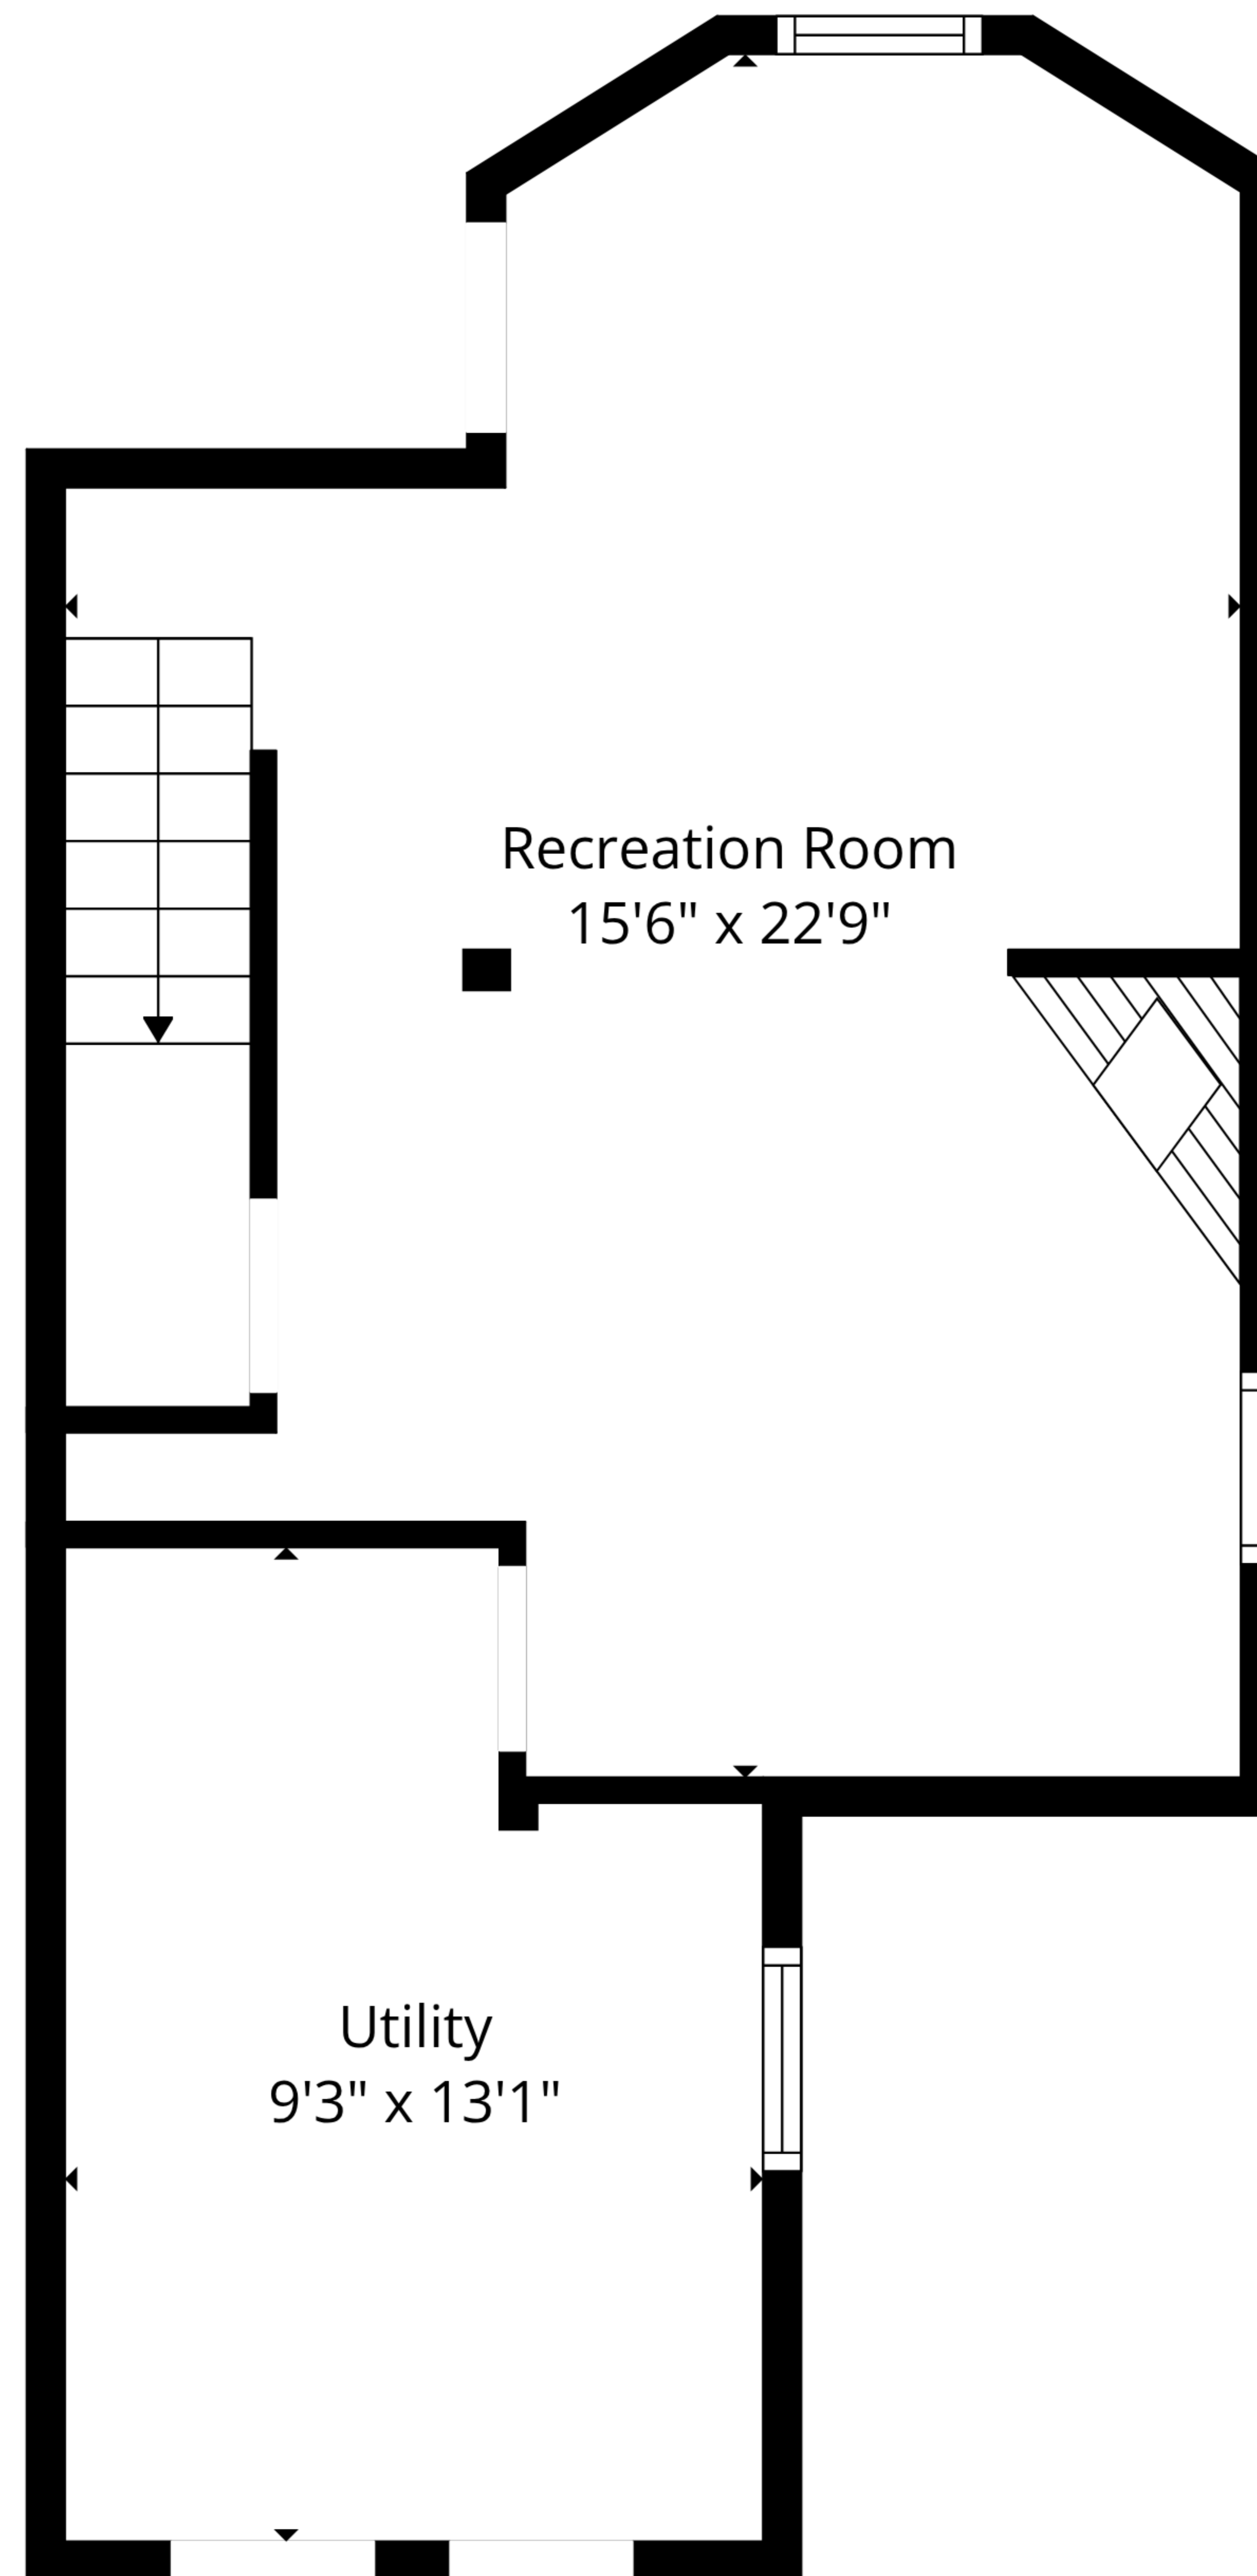 Recreation Room
15'6" x 22'9"
Utility
9'3" x 13'1"